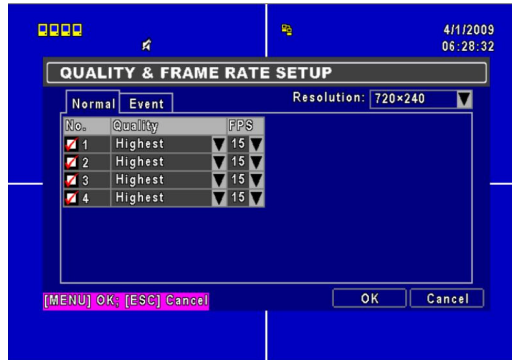 4/1/2009
06:28:32
QUALITY & FRAME RATE SETUP
Normal Event Resolution: 720×240
No. Quality FPS
1 Highest 15
2 Highest 15
3 Highest 15
4 Highest 15
[MENU] OK; [ESC] Cancel OK Cancel